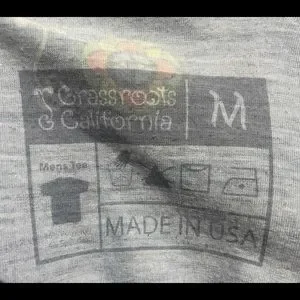 Grassroots
California
M
Mens Tee
MADE IN USA